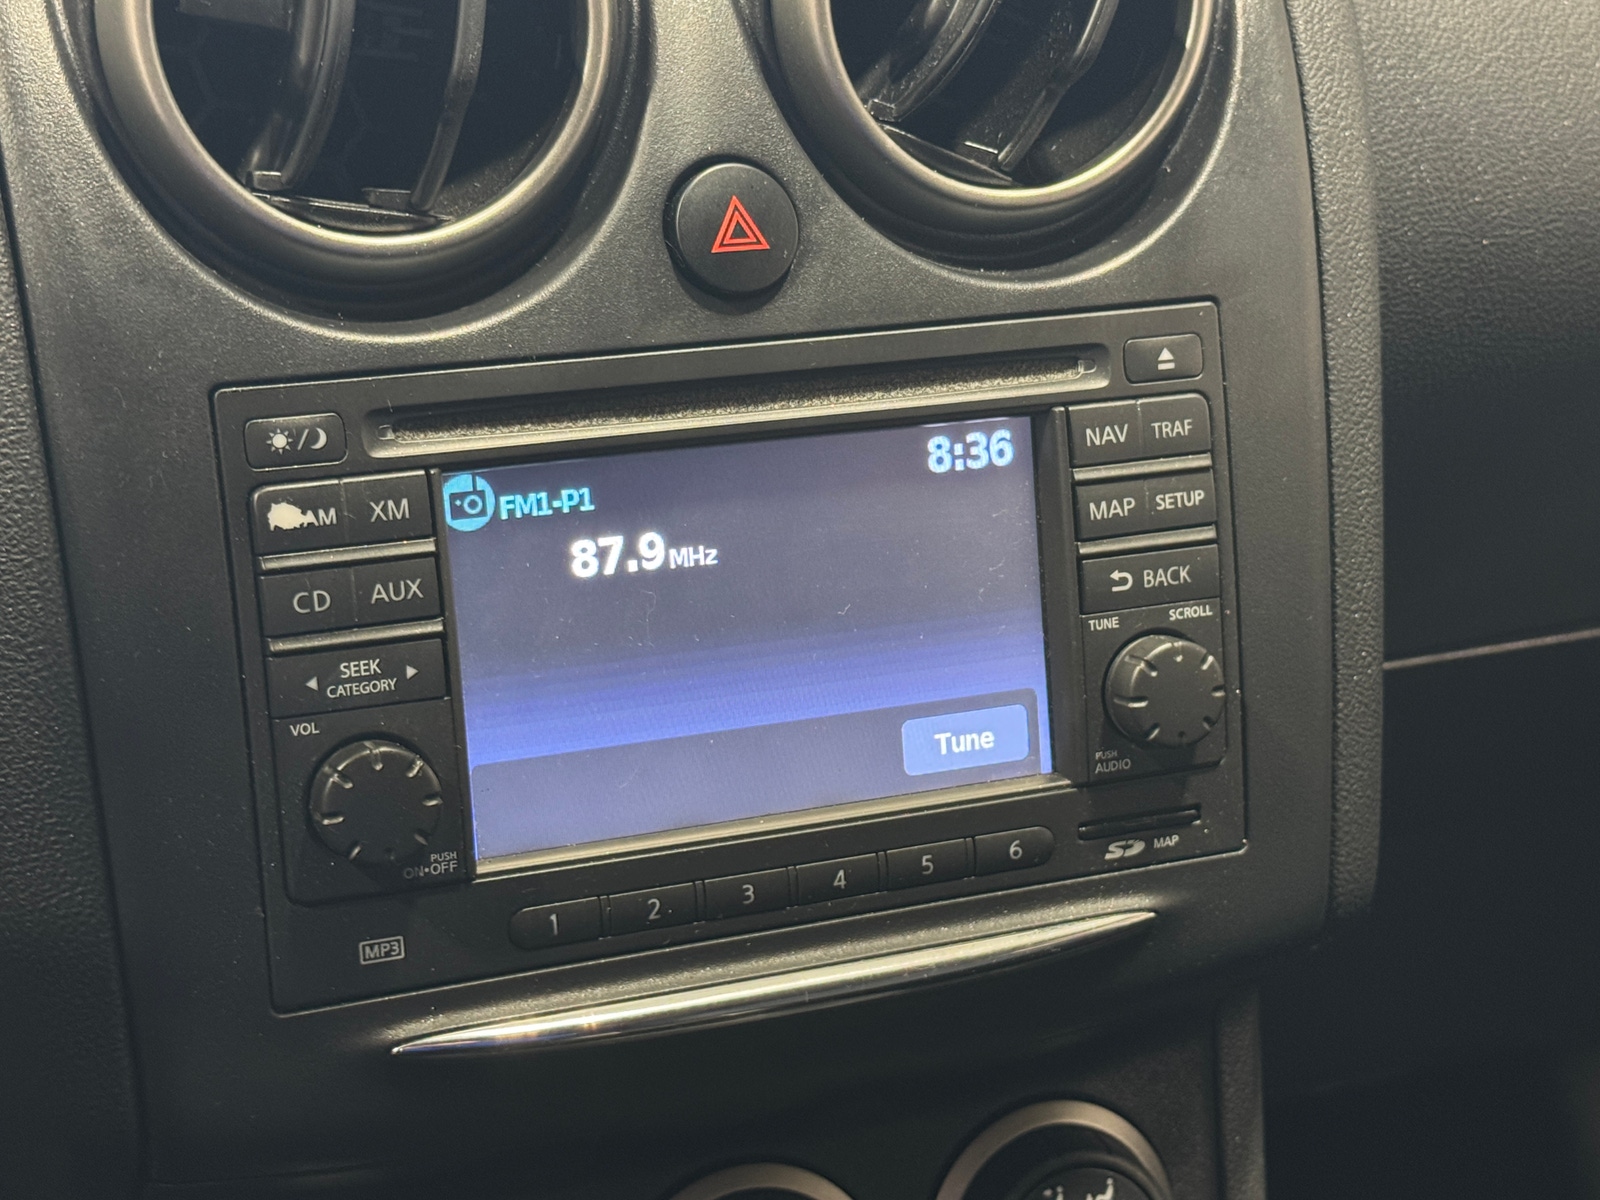 8:36
NAV TRAF
AM XM
FM1-P1
MAP SETUP
87.9 MHz
CD AUX
BACK
SEEK
CATEGORY
TUNE SCROLL
VOL
Tune
PUSH
AUDIO
PUSH
ON•OFF
1 2 3 4 5 6
SD MAP
MP3